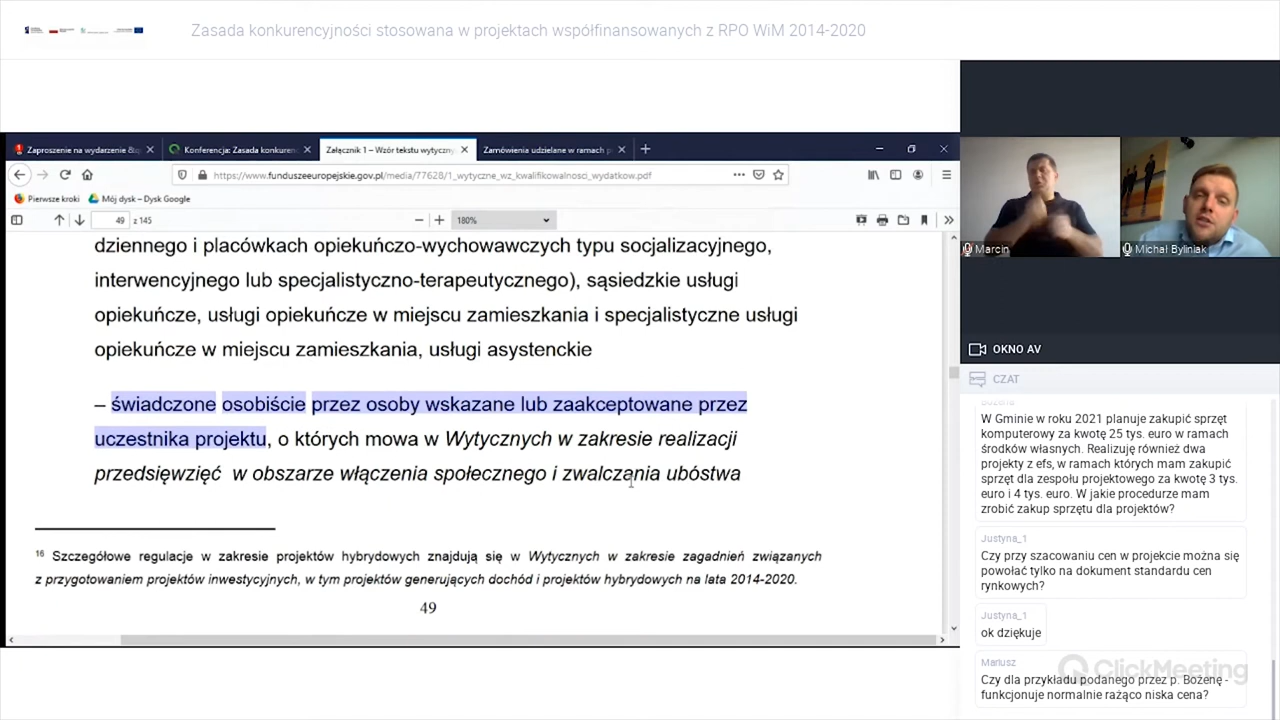 Zasada konkurencyjności stosowana w projektach współfinansowanych z RPO WiM 2014-2020
Zaproszenie na wydarzenie &bp
Konferencja: Zasada konkurenc
Załącznik 1 – Wzór tekstu wytyczny
Zamówienia udzielane w ramach p
https://www.funduszeeuropejskie.gov.pl/media/77628/1_wytyczne_wz_kwalifikowalnosci_wydatkow.pdf
Pierwsze kroki
Mój dysk – Dysk Google
49 z 145
180%
dziennego i placówkach opiekuńczo-wychowawczych typu socjalizacyjnego,
interwencyjnego lub specjalistyczno-terapeutycznego), sąsiedzkie usługi
opiekuńcze, usługi opiekuńcze w miejscu zamieszkania i specjalistyczne usługi
opiekuńcze w miejscu zamieszkania, usługi asystenckie
– świadczone osobiście przez osoby wskazane lub zaakceptowane przez
uczestnika projektu, o których mowa w Wytycznych w zakresie realizacji
przedsięwzięć w obszarze włączenia społecznego i zwalczania ubóstwa
16 Szczegółowe regulacje w zakresie projektów hybrydowych znajdują się w Wytycznych w zakresie zagadnień związanych
z przygotowaniem projektów inwestycyjnych, w tym projektów generujących dochód i projektów hybrydowych na lata 2014-2020.
49
Marcin
Michał Byliniak
OKNO AV
CZAT
Bożena
W Gminie w roku 2021 planuje zakupić sprzęt
komputerowy za kwotę 25 tys. euro w ramach
środków własnych. Realizuję również dwa
projekty z efs, w ramach których mam zakupić
sprzęt dla zespołu projektowego za kwotę 3 tys.
euro i 4 tys. euro. W jakie procedurze mam
zrobić zakup sprzętu dla projektów?
Justyna_1
Czy przy szacowaniu cen w projekcie można się
powołać tylko na dokument standardu cen
rynkowych?
Justyna_1
ok dziękuje
Mariusz
Czy dla przykładu podanego przez p. Bożenę -
funkcjonuje normalnie rażąco niska cena?
ClickMeeting